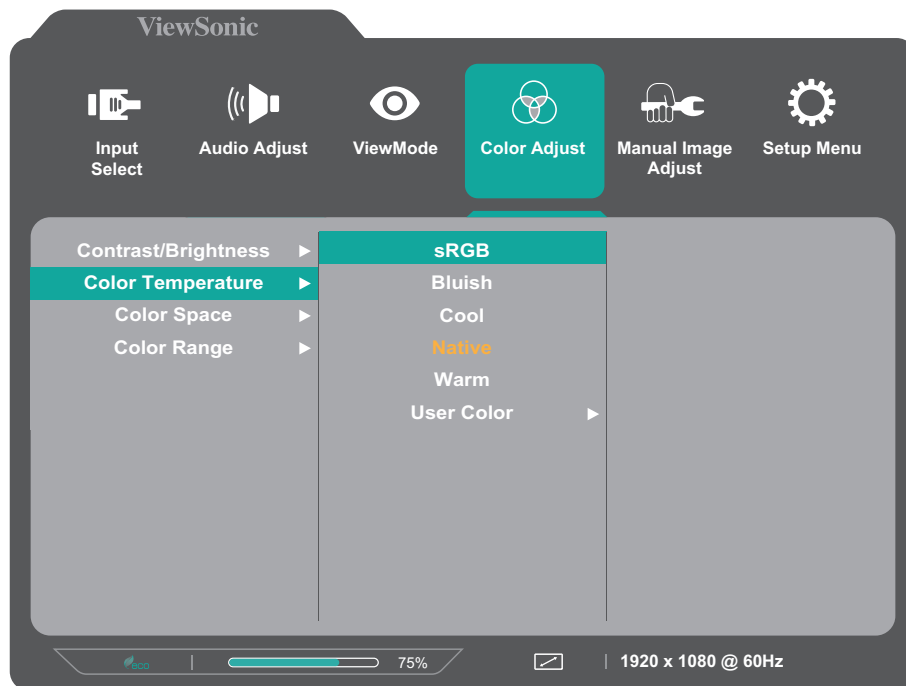 ViewSonic
Input
Select
Audio Adjust
ViewMode
Color Adjust
Manual Image
Adjust
Setup Menu
Contrast/Brightness
Color Temperature
Color Space
Color Range
sRGB
Bluish
Cool
Native
Warm
User Color
ECO
75%
1920 x 1080 @ 60Hz